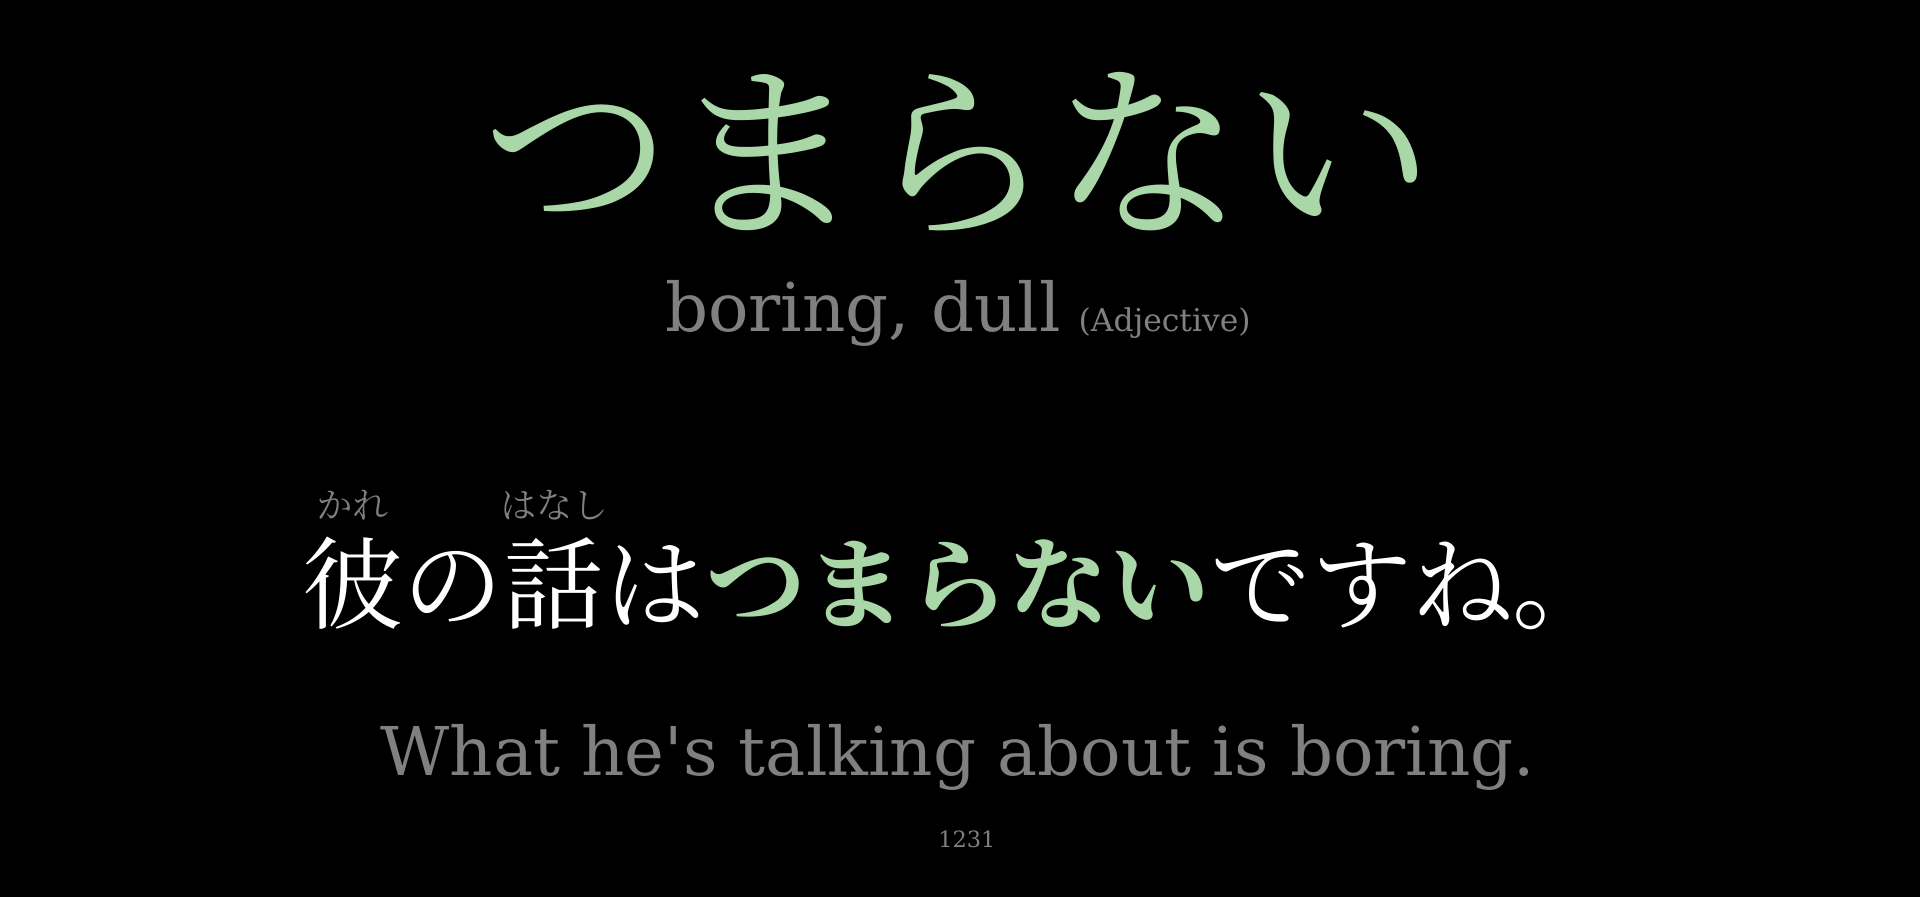 つまらない
boring, dull (Adjective)
かれ はなし
彼の話はつまらないですね。
What he's talking about is boring.
1231